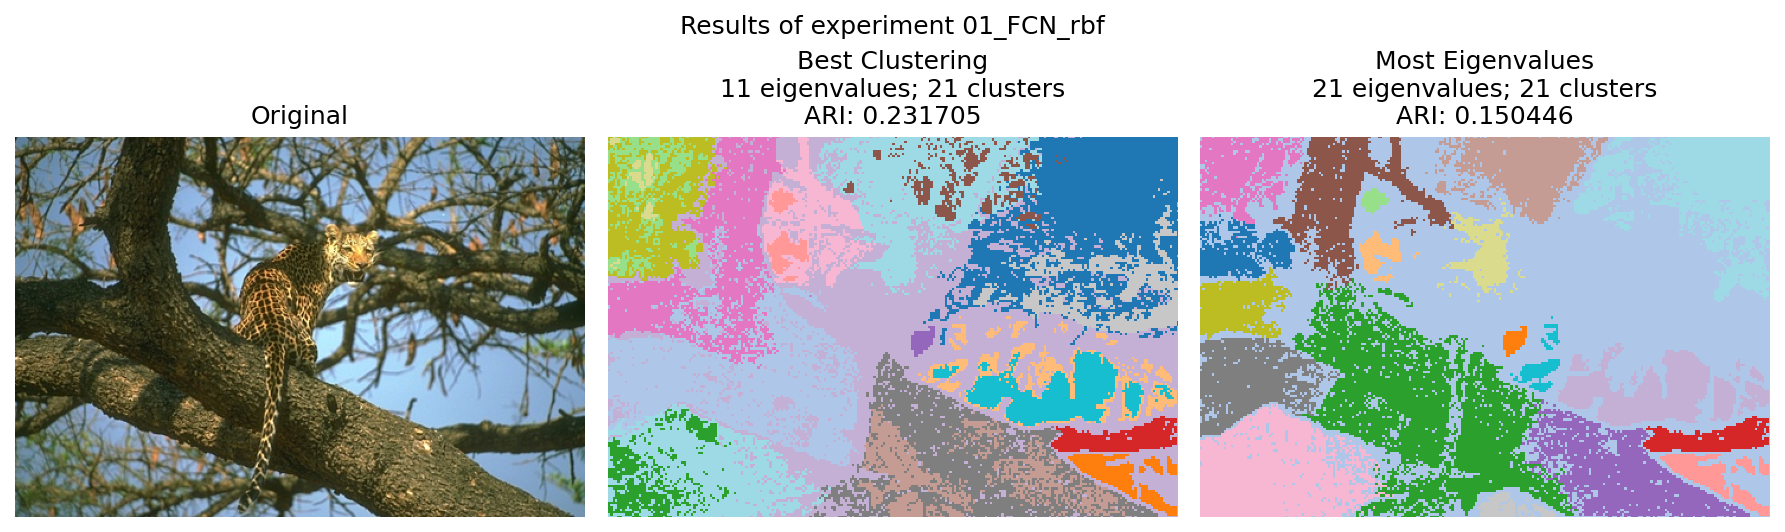 Results of experiment 01_FCN_rbf
Original
Best Clustering
11 eigenvalues; 21 clusters
ARI: 0.231705
Most Eigenvalues
21 eigenvalues; 21 clusters
ARI: 0.150446